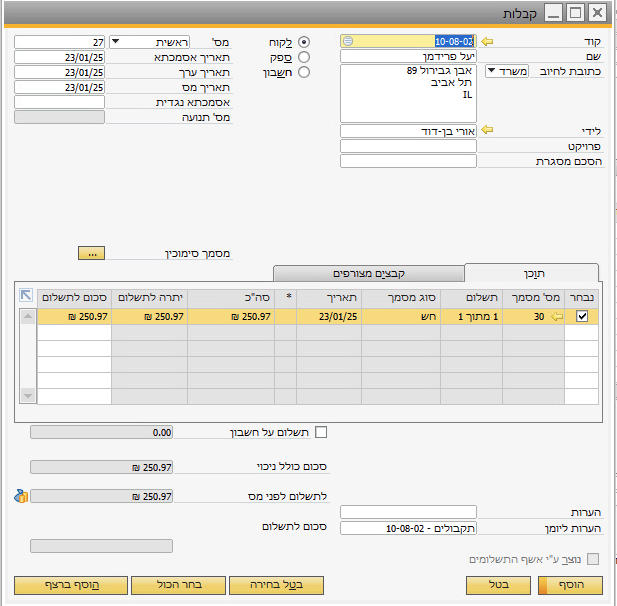 קבלות
קוד 10-08-02 לקוח מס' ראשית 27
שם יעל פרידמן ספק תאריך אסמכתא 23/01/25
כתובת לחיוב משרד אבן גבירול 89 חשבון תאריך ערך 23/01/25
תל אביב תאריך מס 23/01/25
IL אסמכתא נגדית
מס' תנועה
לידי אורי בן-דוד
פרויקט
הסכם מסגרת
מסמך סימוכין ...
תוכן קבצים מצורפים
נבחר מס' מסמך תשלום סוג מסמך תאריך * סה"כ יתרה לתשלום סכום לתשלום
30 1 מתוך 1 חש 23/01/25 250.97 ₪ 250.97 ₪ 250.97 ₪
תשלום על חשבון 0.00
סכום כולל ניכוי 250.97 ₪
לתשלום לפני מס 250.97 ₪
הערות
הערות ליומן תקבולים - 10-08-02 סכום לתשלום
נוצר ע"י אשף התשלומים
הוסף בטל בטל בחירה בחר הכול הוסף ברצף